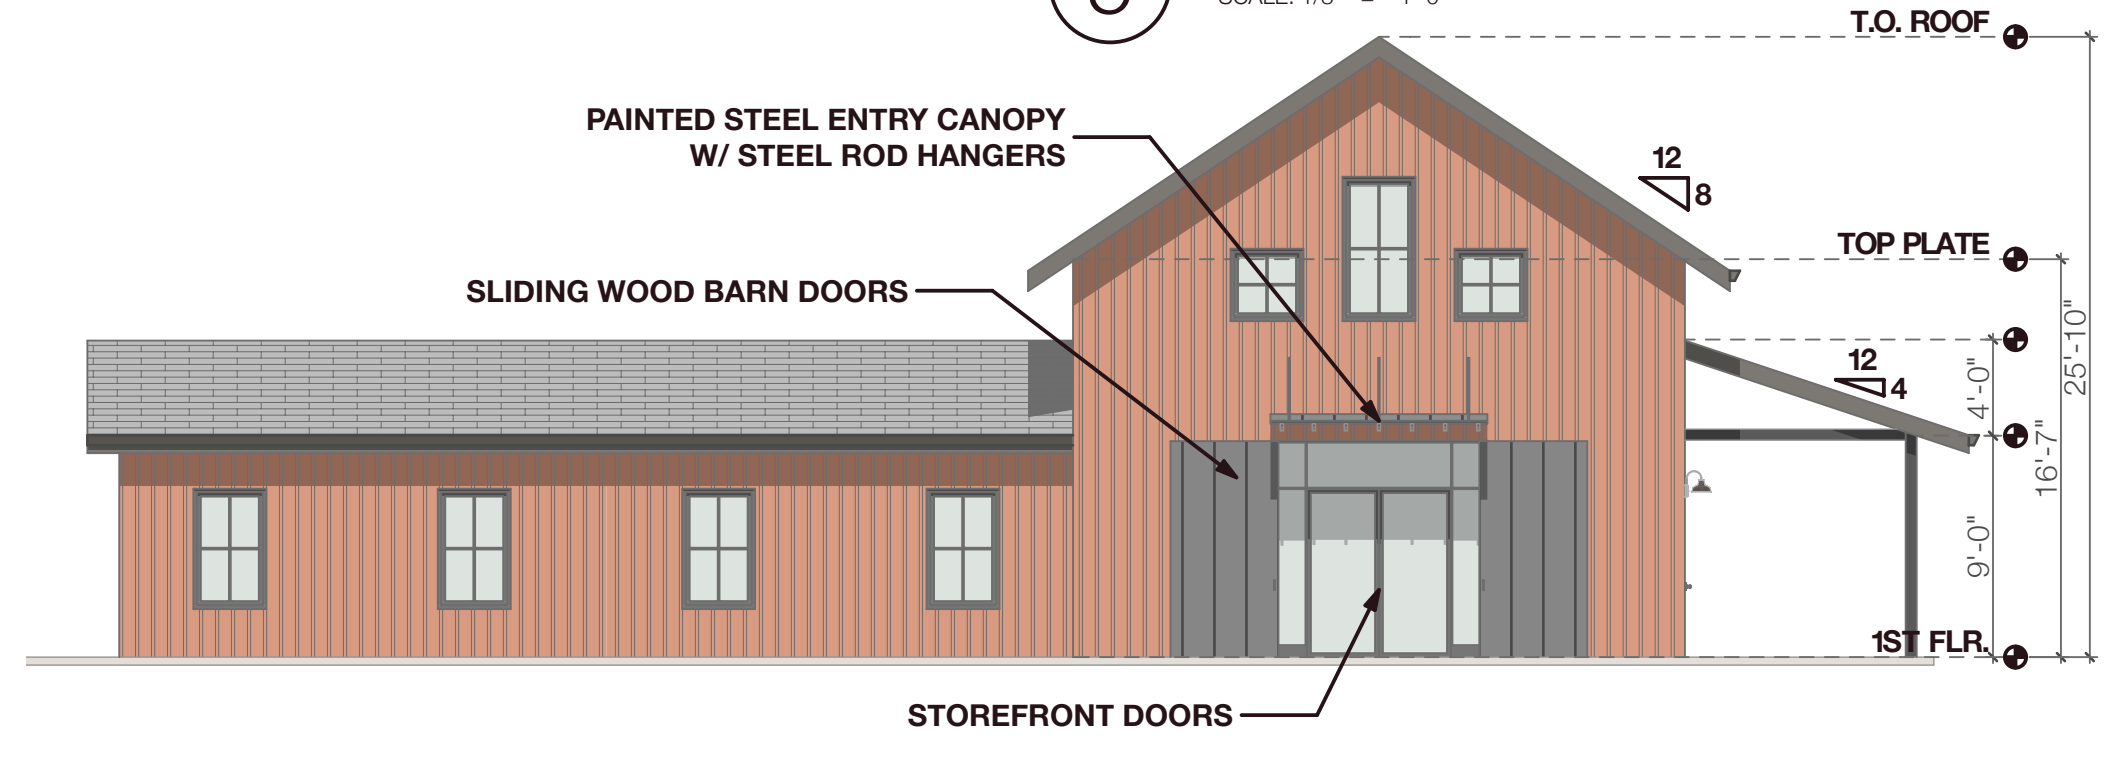 T.O. ROOF
PAINTED STEEL ENTRY CANOPY
W/ STEEL ROD HANGERS
12
8
TOP PLATE
SLIDING WOOD BARN DOORS
25'-10"
12
4
4'-0"
16'-7"
9'-0"
1ST FLR.
STOREFRONT DOORS